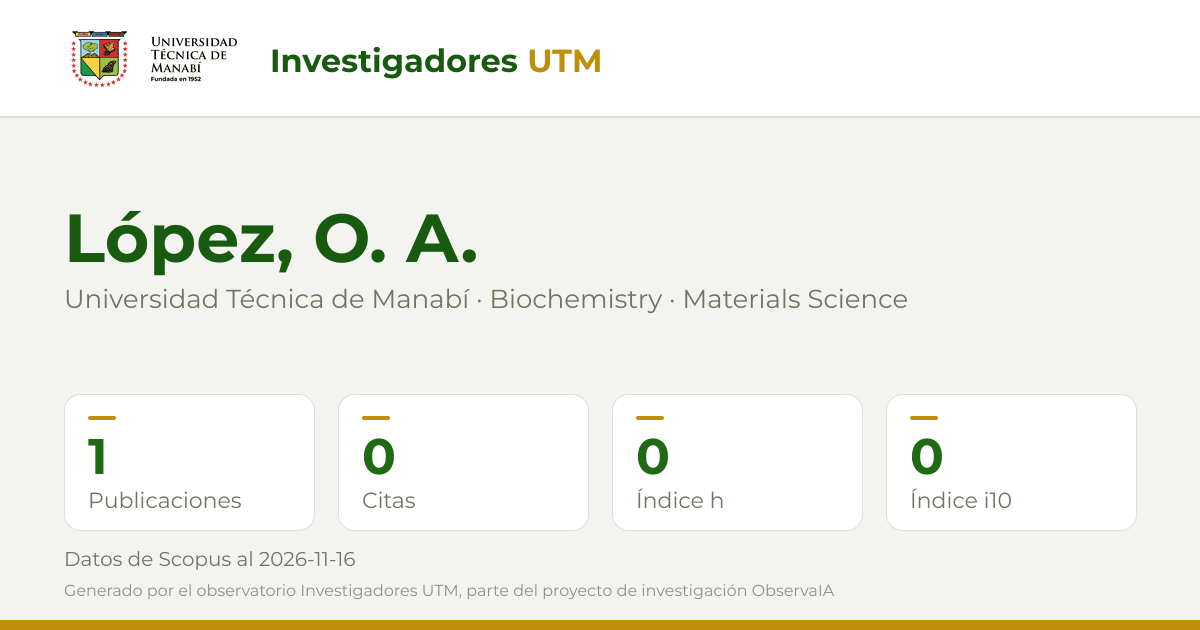 UNIVERSIDAD
TÉCNICA DE
MANABÍ
Fundada en 1952
Investigadores UTM
López, O. A.
Universidad Técnica de Manabí · Biochemistry · Materials Science
1
Publicaciones
0
Citas
0
Índice h
0
Índice i10
Datos de Scopus al 2026-11-16
Generado por el observatorio Investigadores UTM, parte del proyecto de investigación ObservaIA